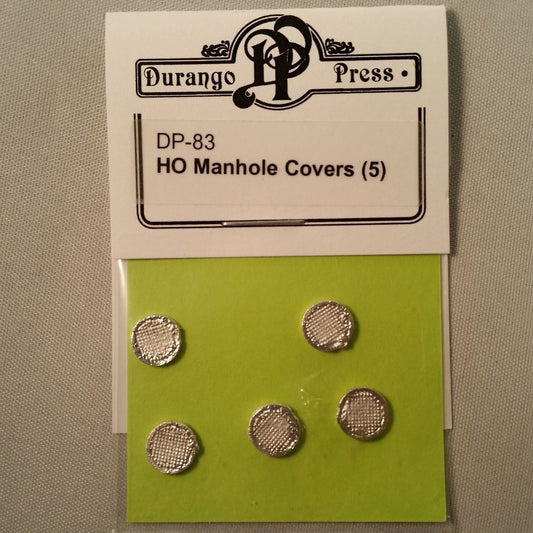 Durango DP Press •
DP-83
HO Manhole Covers (5)